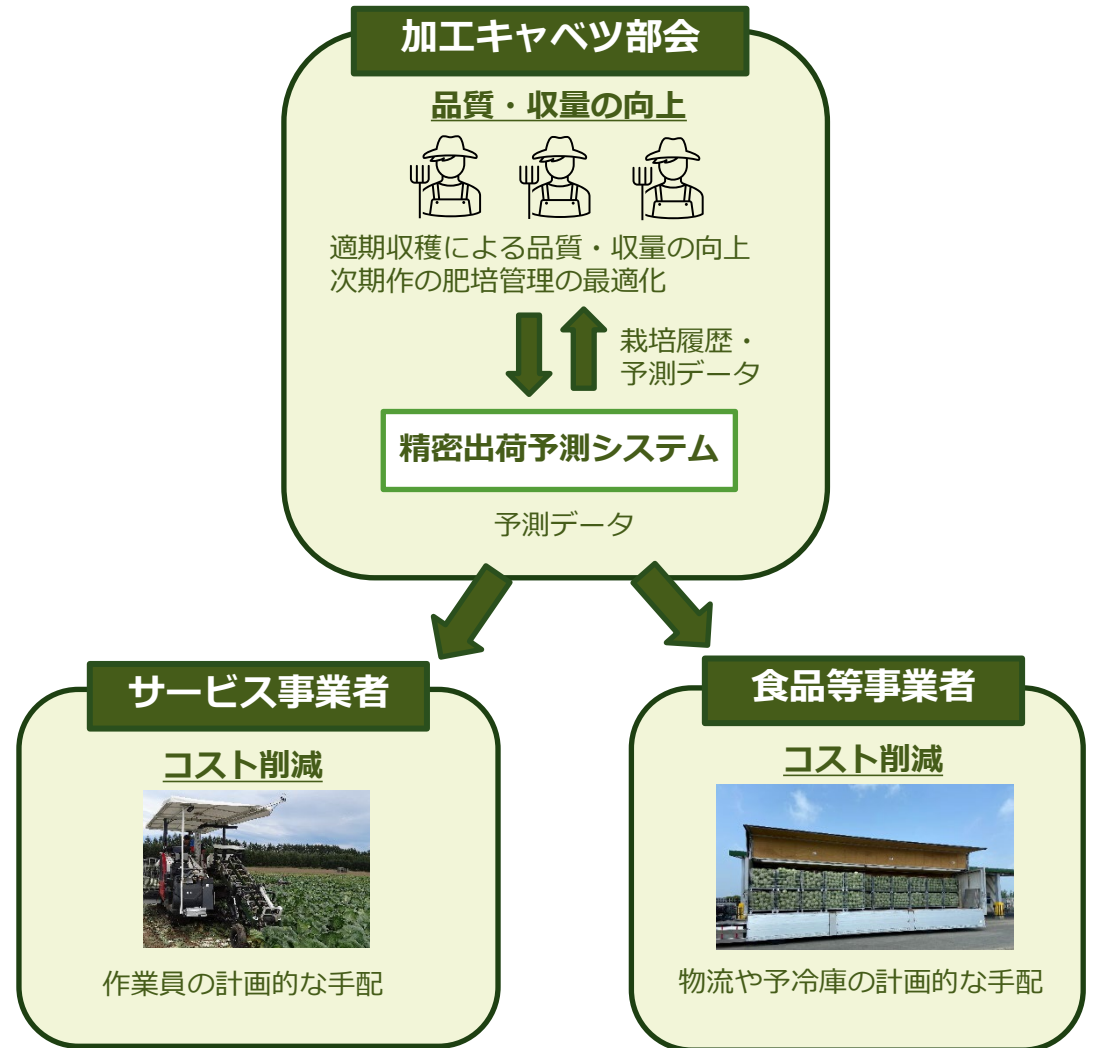 加工キャベツ部会
品質・収量の向上
適期収穫による品質・収量の向上
次期作の肥培管理の最適化
栽培履歴・
予測データ
精密出荷予測システム
予測データ
サービス事業者
コスト削減
作業員の計画的な手配
食品等事業者
コスト削減
物流や予冷庫の計画的な手配